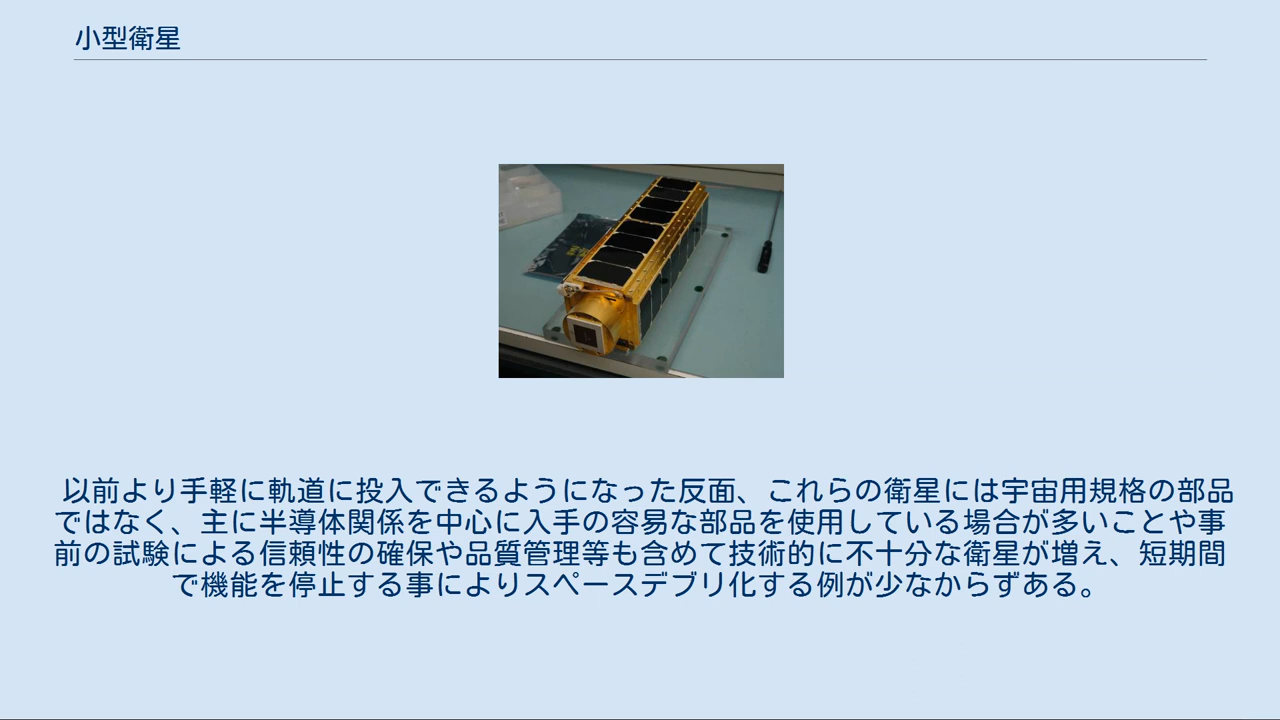 小型衛星
以前より手軽に軌道に投入できるようになった反面、これらの衛星には宇宙用規格の部品
ではなく、主に半導体関係を中心に入手の容易な部品を使用している場合が多いことや事
前の試験による信頼性の確保や品質管理等も含めて技術的に不十分な衛星が増え、短期間
で機能を停止する事によりスペースデブリ化する例が少なからずある。